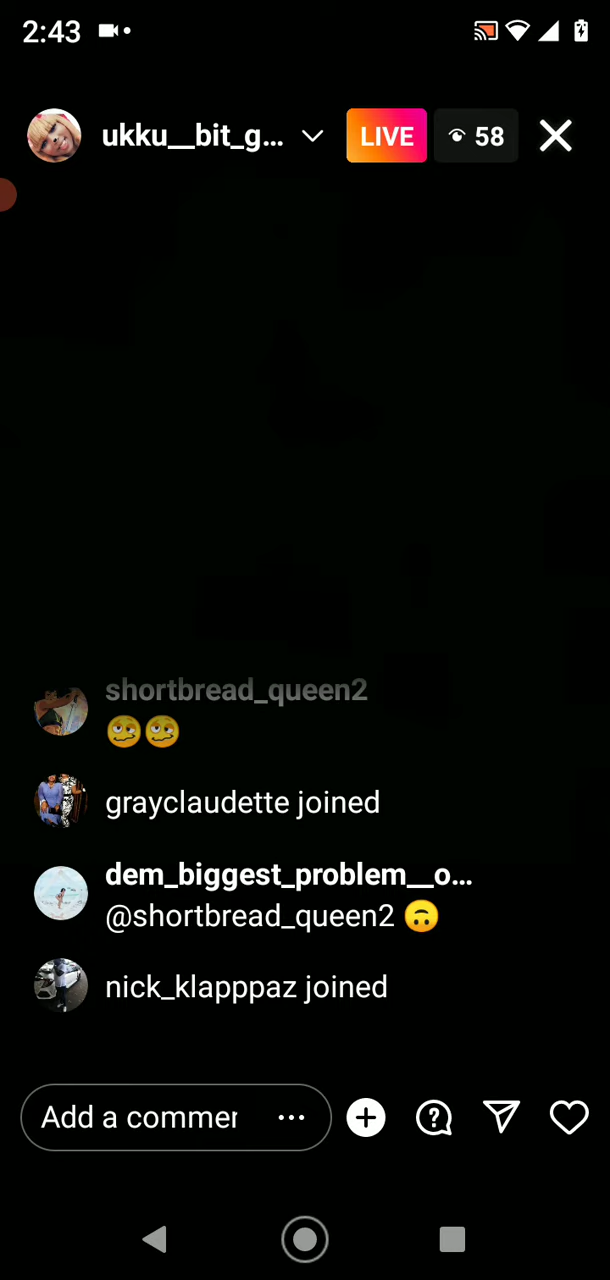 2:43
ukku__bit_g... LIVE 58
shortbread_queen2
🥴🥴
grayclaudette joined
dem_biggest_problem__o...
@shortbread_queen2 🙃
nick_klapppaz joined
Add a commer